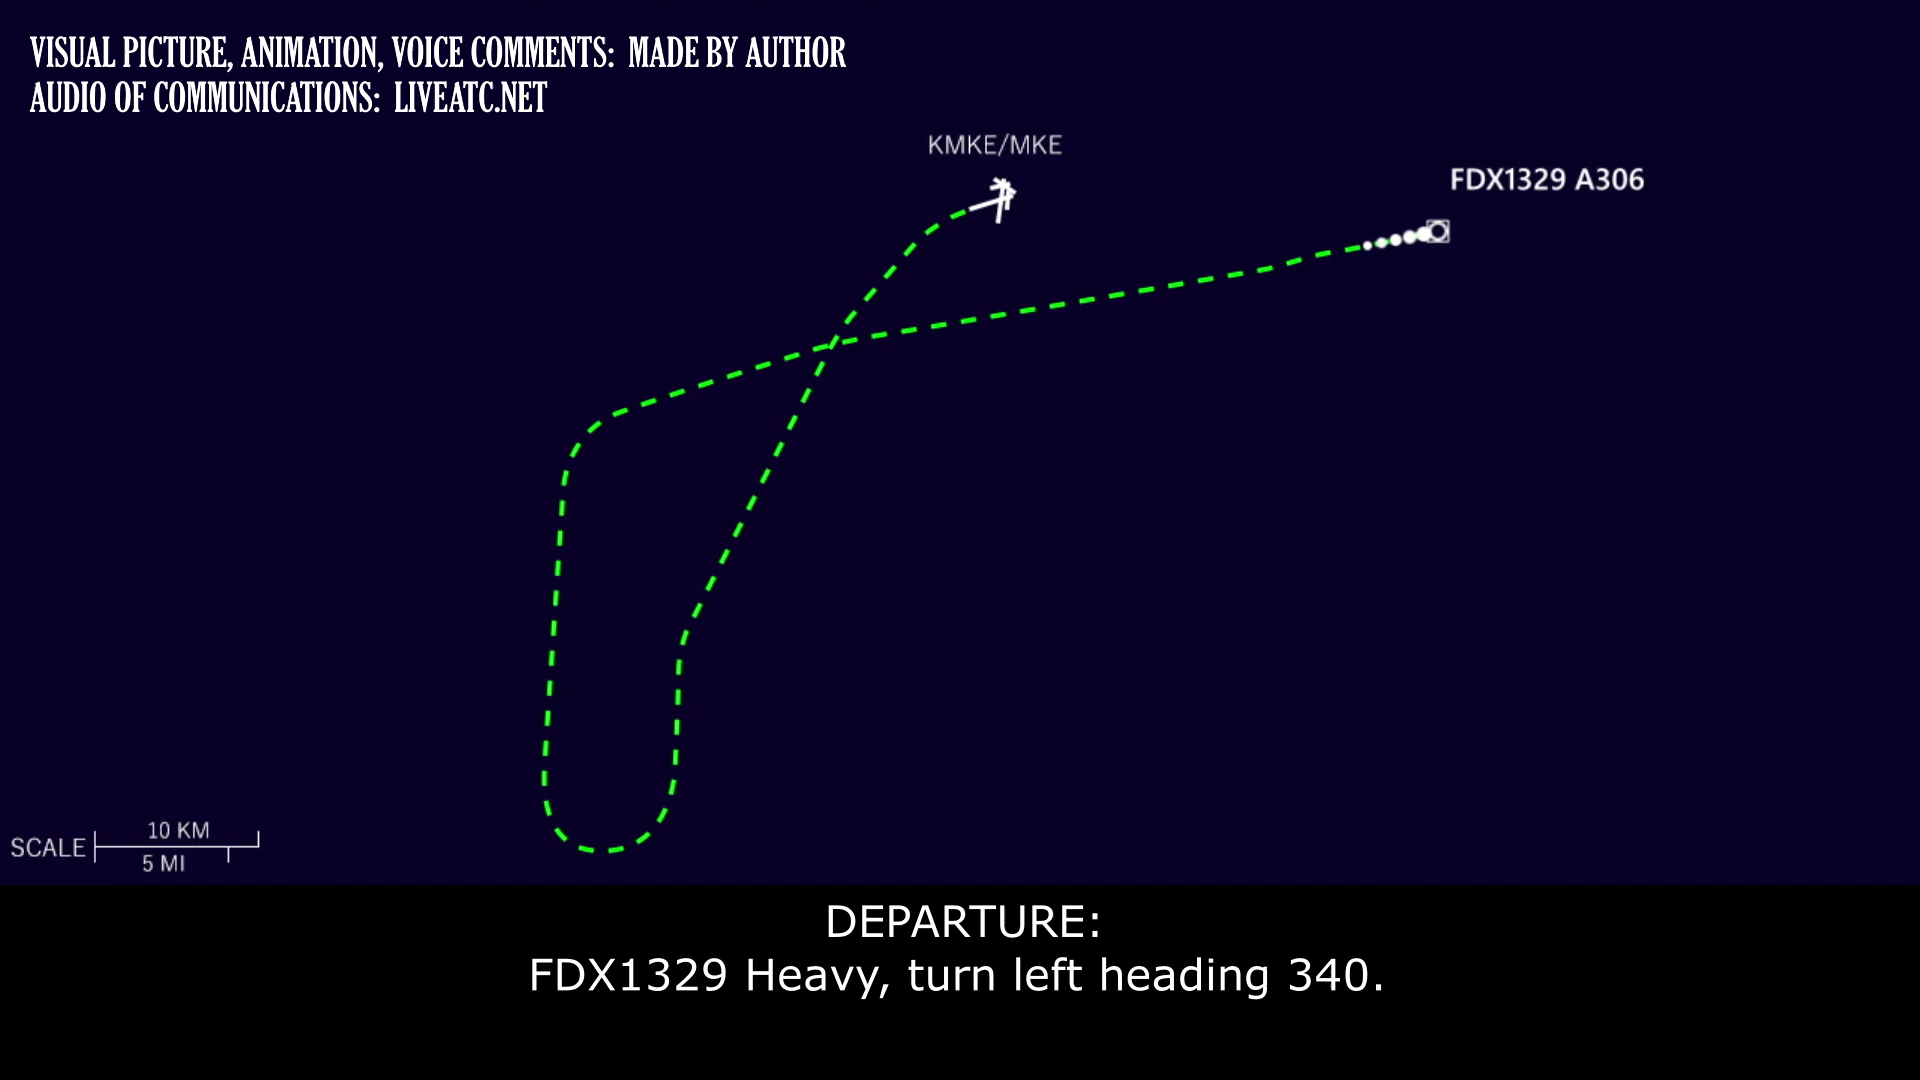 VISUAL PICTURE, ANIMATION, VOICE COMMENTS: MADE BY AUTHOR
AUDIO OF COMMUNICATIONS: LIVEATC.NET
KMKE/MKE
FDX1329 A306
10 KM
SCALE
5 MI
DEPARTURE:
FDX1329 Heavy, turn left heading 340.